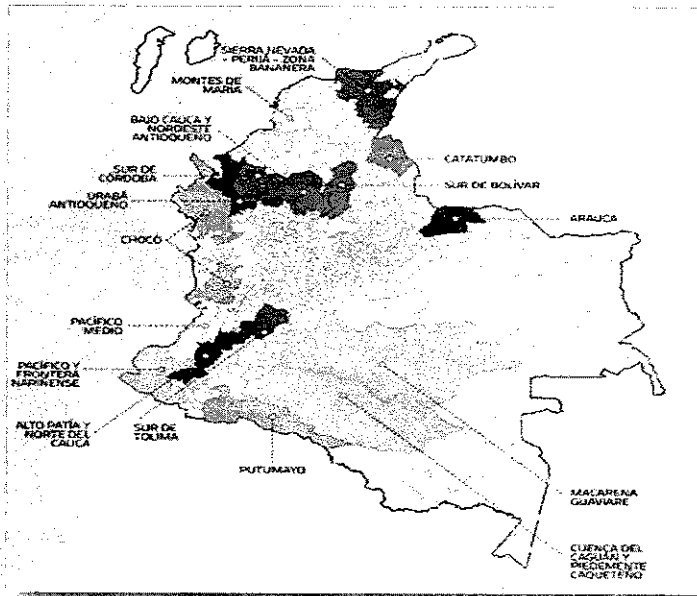 SIERRA NEVADA
- PERIJÁ - ZONA
BANANERA
MONTES DE
MARÍA
BAJO CAUCA Y
NORDESTE
ANTIOQUEÑO
SUR DE
CÓRDOBA
URABÁ
ANTIOQUEÑO
CHOCÓ
CATATUMBO
SUR DE BOLÍVAR
ARAUCA
PACÍFICO
MEDIO
PACÍFICO Y
FRONTERA
NARIÑENSE
ALTO PATÍA Y
NORTE DEL
CAUCA
SUR DE
TOLIMA
PUTUMAYO
MACARENA
GUAVIARE
CUENCA DEL
CAGUÁN Y
PIEDEMONTE
CAQUETEÑO